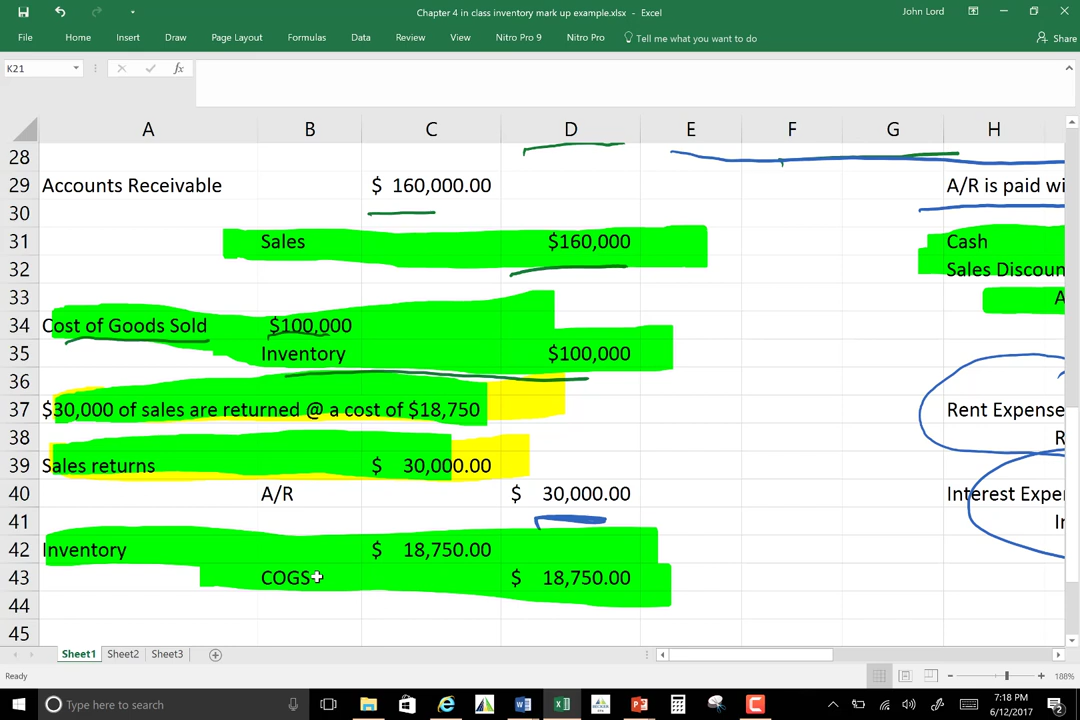 Chapter 4 in class inventory mark up example.xlsx - Excel
John Lord
File Home Insert Draw Page Layout Formulas Data Review View Nitro Pro 9 Nitro Pro Tell me what you want to do Share
K21 fx
A B C D E F G H
28
29 Accounts Receivable $ 160,000.00 A/R is paid wi
30
31 Sales $160,000 Cash
32 Sales Discoun
33 A
34 Cost of Goods Sold $100,000
35 Inventory $100,000
36
37 $30,000 of sales are returned @ a cost of $18,750 Rent Expense
38 R
39 Sales returns $ 30,000.00
40 A/R $ 30,000.00 Interest Expe
41 In
42 Inventory $ 18,750.00
43 COGS $ 18,750.00
44
45
Sheet1 Sheet2 Sheet3
Ready 188%
Type here to search
7:18 PM
6/12/2017
2